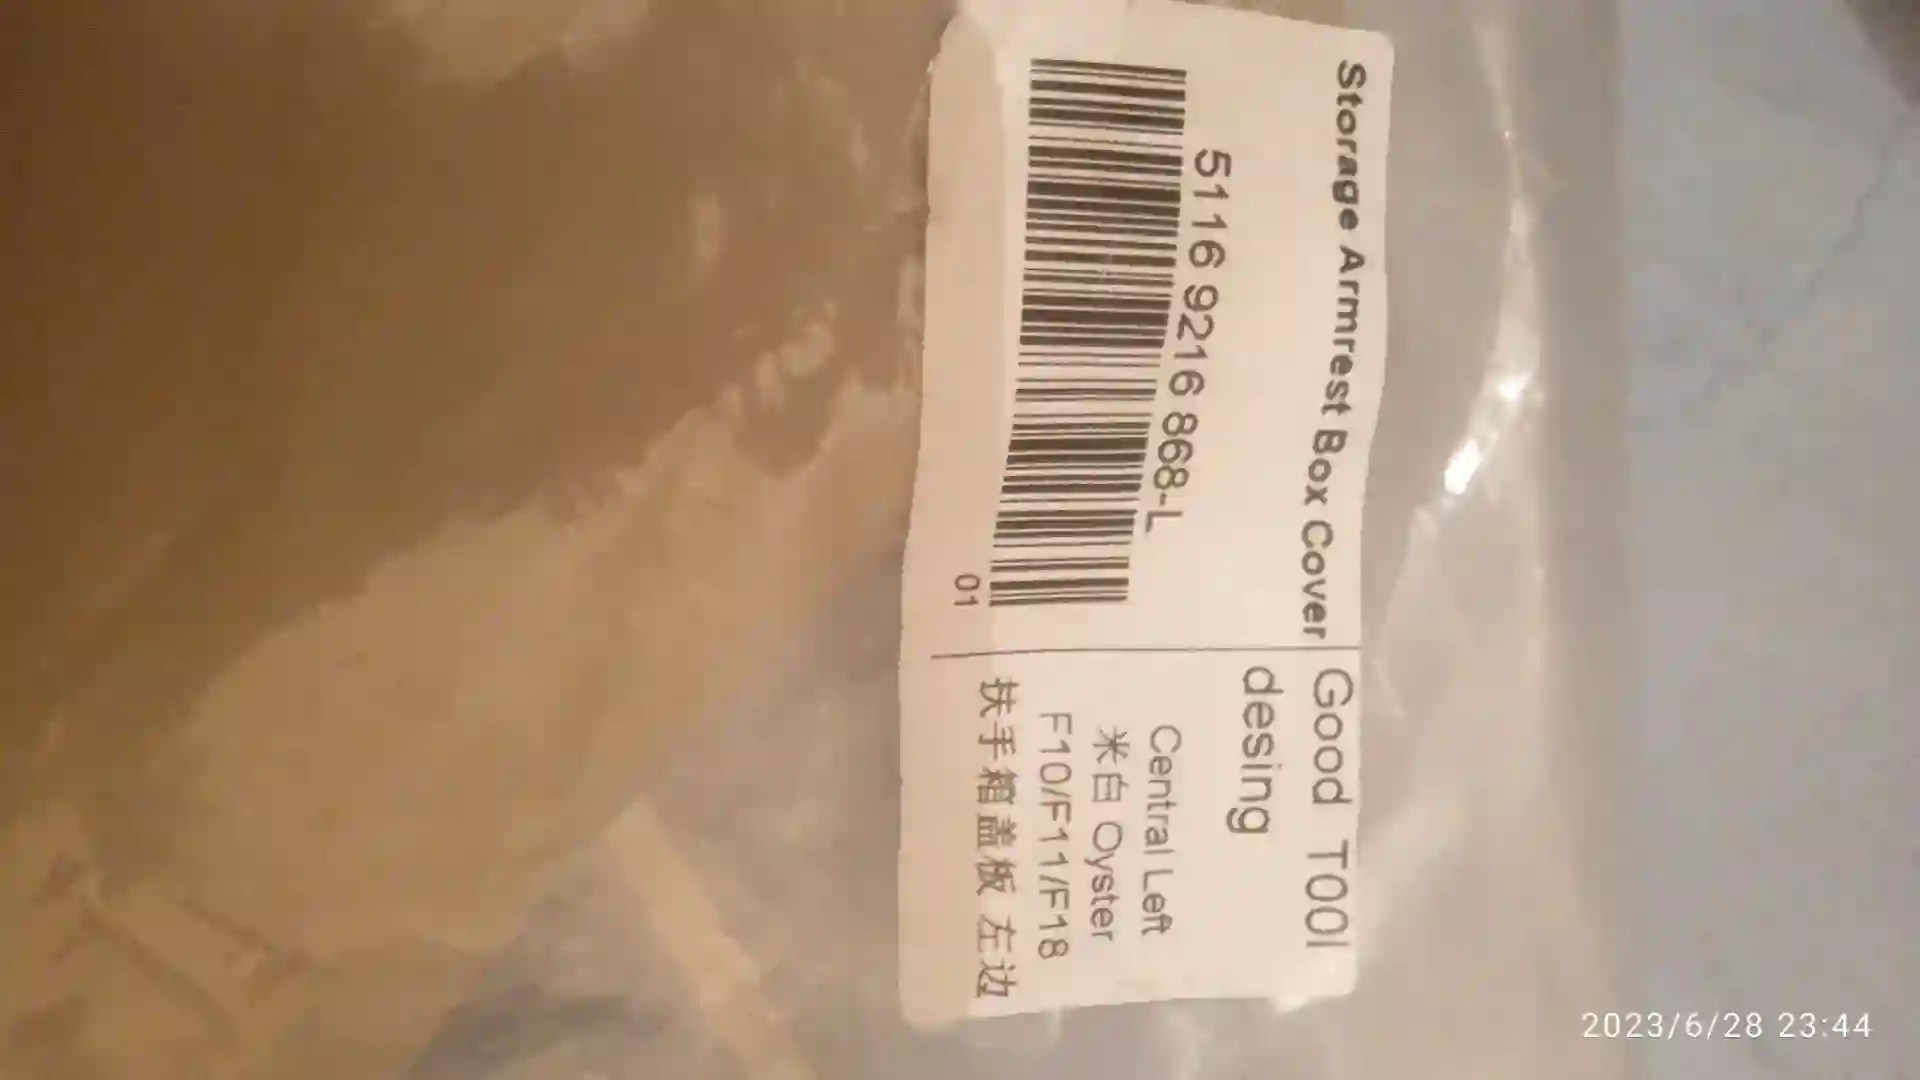 Storage Armrest Box Cover
5116 9216 868-L
01
Good T00l
desing
Central Left
米白 Oyster
F10/F11/F18
扶手箱盖板 左边
2023/6/28 23:44